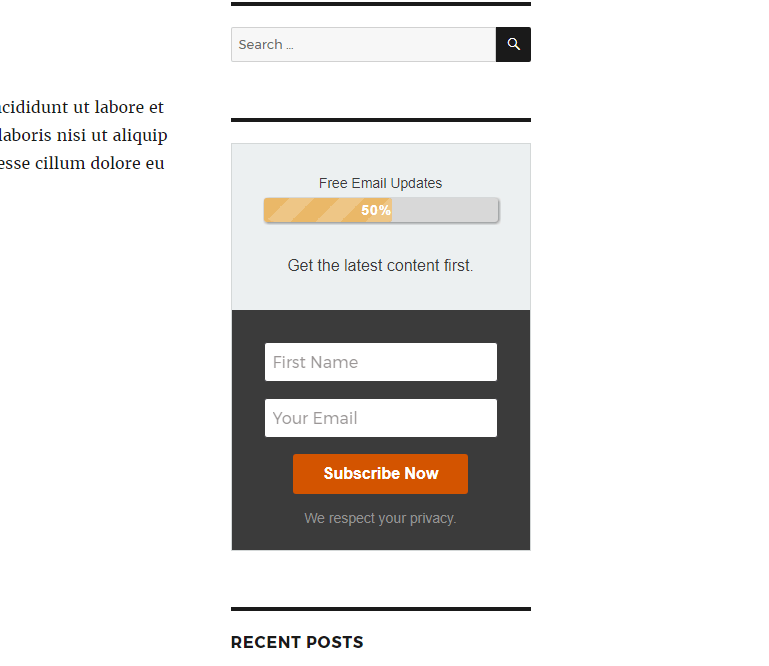 Search ...
ncididunt ut labore et
laboris nisi ut aliquip
esse cillum dolore eu
Free Email Updates
50%
Get the latest content first.
First Name
Your Email
Subscribe Now
We respect your privacy.
RECENT POSTS